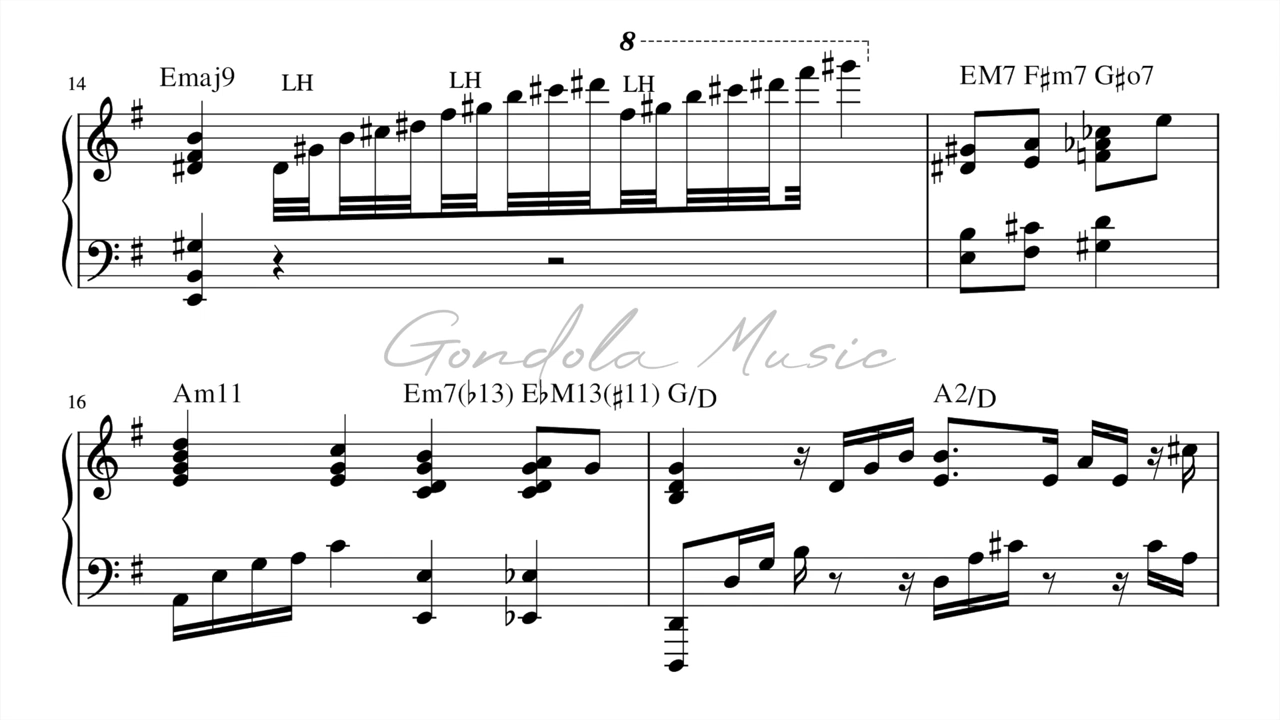 8
14
Emaj9
LH
LH
LH
EM7 F♯m7 G♯o7
Gondola Music
16
Am11
Em7(♭13) E♭M13(♯11) G/D
A2/D